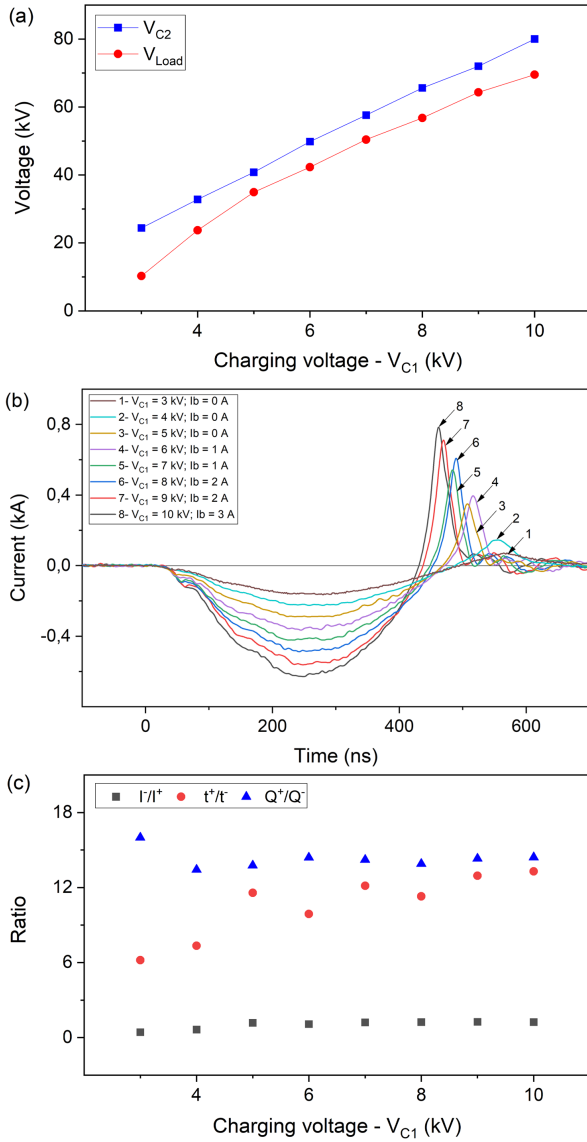 (a)
V_C2
V_Load
80
60
40
20
0
Voltage (kV)
4 6 8 10
Charging voltage - V_C1 (kV)
(b)
1- V_C1 = 3 kV; Ib = 0 A
2- V_C1 = 4 kV; Ib = 0 A
3- V_C1 = 5 kV; Ib = 0 A
4- V_C1 = 6 kV; Ib = 1 A
5- V_C1 = 7 kV; Ib = 1 A
6- V_C1 = 8 kV; Ib = 2 A
7- V_C1 = 9 kV; Ib = 2 A
8- V_C1 = 10 kV; Ib = 3 A
8
7
6
5
4
3
2
1
0,8
0,4
0,0
-0,4
Current (kA)
0 200 400 600
Time (ns)
(c)
I⁻/I⁺ t⁺/t⁻ Q⁺/Q⁻
18
12
6
0
Ratio
4 6 8 10
Charging voltage - V_C1 (kV)